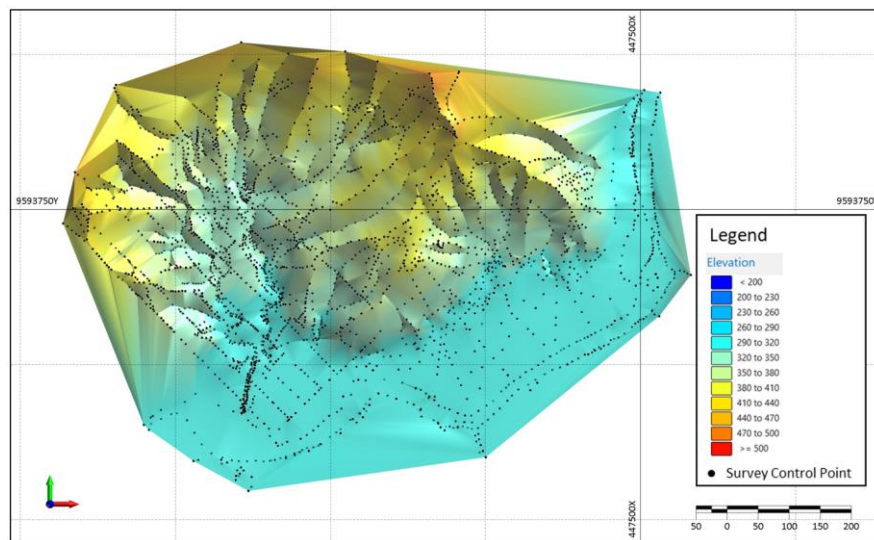 447500X
9593750Y
9593750Y
Legend
Elevation
< 200
200 to 230
230 to 260
260 to 290
290 to 320
320 to 350
350 to 380
380 to 410
410 to 440
440 to 470
470 to 500
>= 500
Survey Control Point
447500X
50 0 50 100 150 200